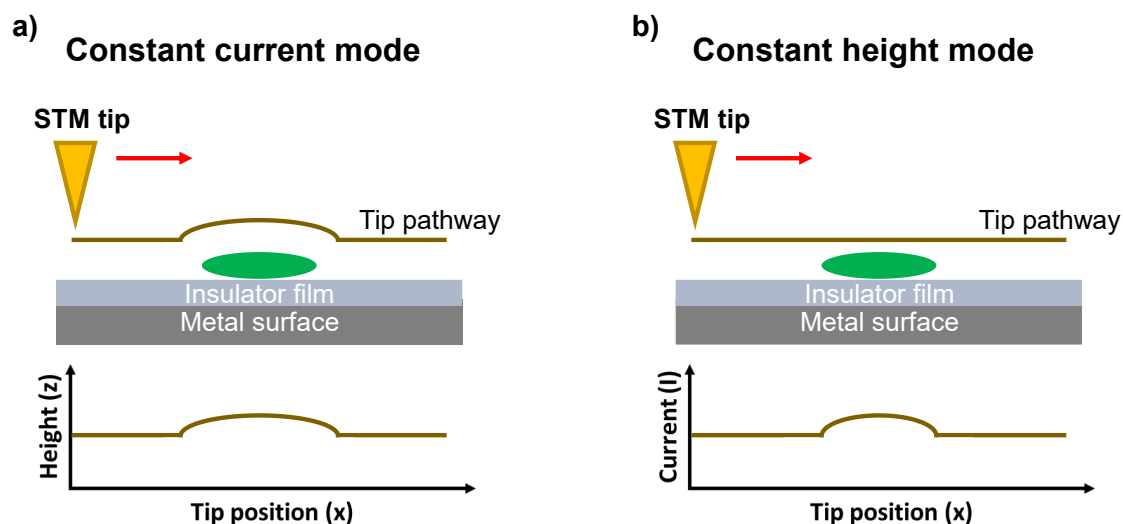 a)
Constant current mode
STM tip
Tip pathway
Insulator film
Metal surface
Height (z)
Tip position (x)
b)
Constant height mode
STM tip
Tip pathway
Insulator film
Metal surface
Current (I)
Tip position (x)